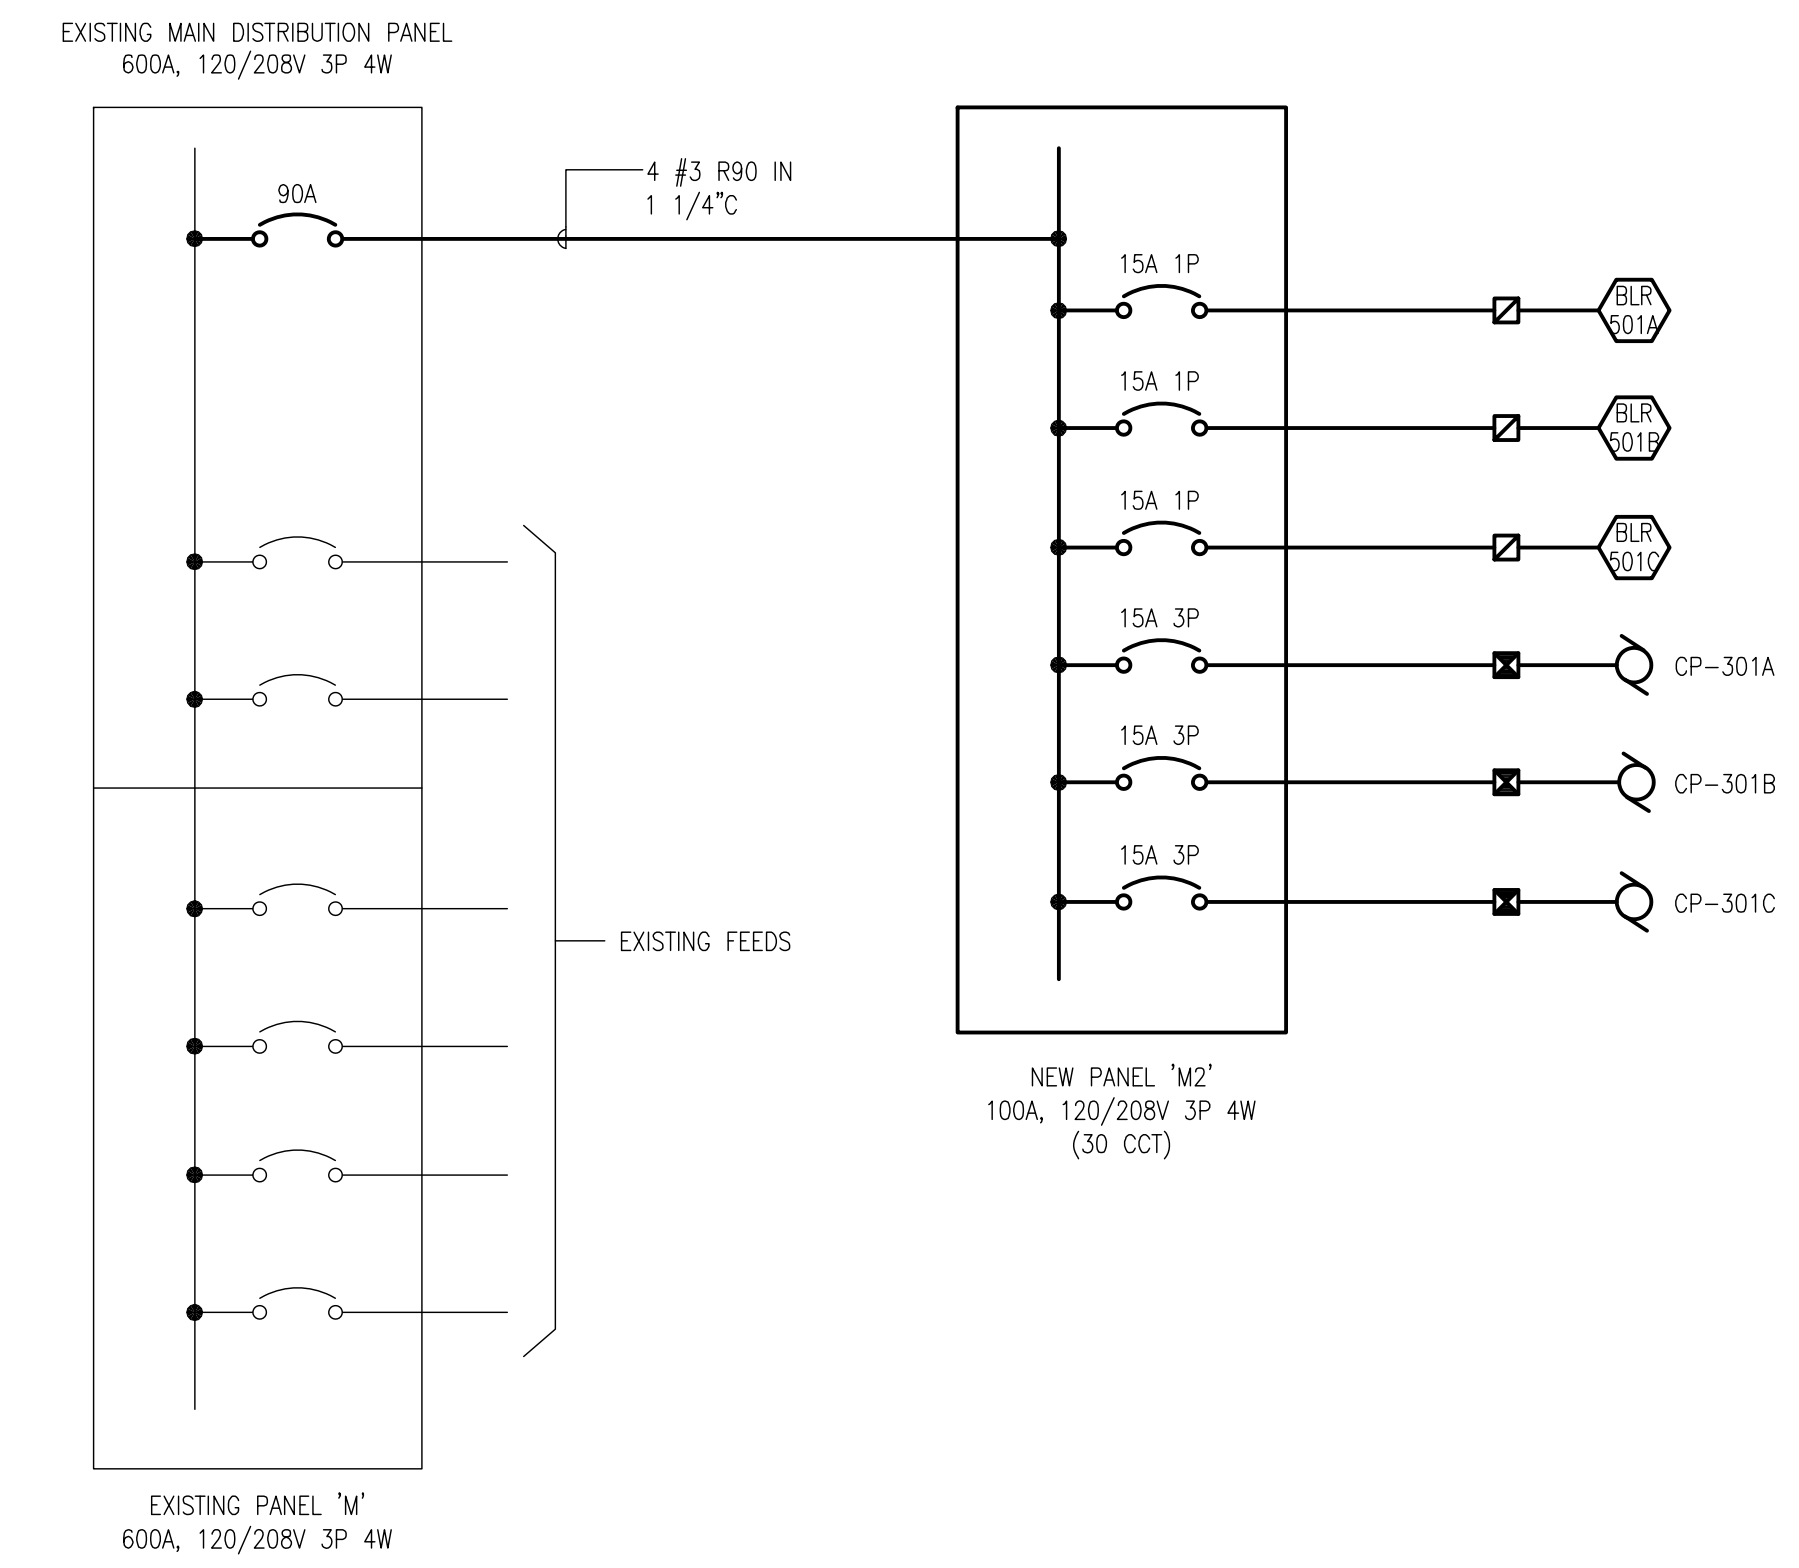 EXISTING MAIN DISTRIBUTION PANEL
600A, 120/208V 3P 4W
90A
4 #3 R90 IN
1 1/4"C
15A 1P
BLR
501A
15A 1P
BLR
501B
15A 1P
BLR
501C
15A 3P
CP-301A
15A 3P
CP-301B
15A 3P
CP-301C
EXISTING FEEDS
NEW PANEL 'M2'
100A, 120/208V 3P 4W
(30 CCT)
EXISTING PANEL 'M'
600A, 120/208V 3P 4W